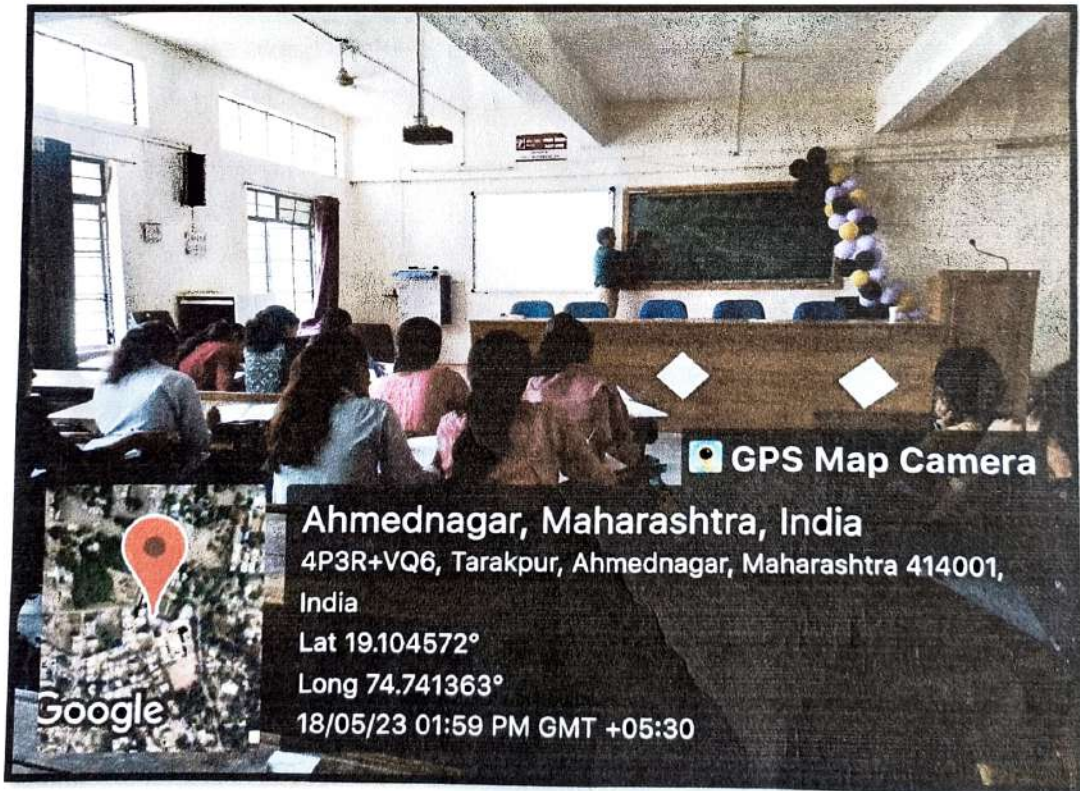 GPS Map Camera
Ahmednagar, Maharashtra, India
4P3R+VQ6, Tarakpur, Ahmednagar, Maharashtra 414001,
India
Lat 19.104572°
Long 74.741363°
18/05/23 01:59 PM GMT +05:30
Google